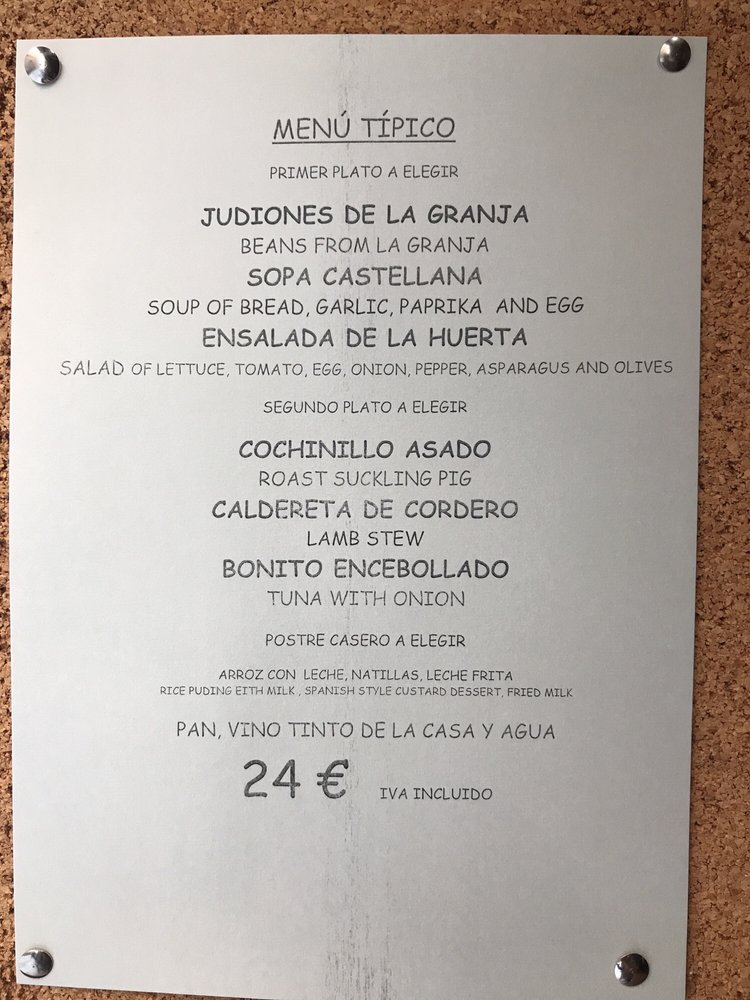 MENÚ TÍPICO
PRIMER PLATO A ELEGIR
JUDIONES DE LA GRANJA
BEANS FROM LA GRANJA
SOPA CASTELLANA
SOUP OF BREAD, GARLIC, PAPRIKA AND EGG
ENSALADA DE LA HUERTA
SALAD OF LETTUCE, TOMATO, EGG, ONION, PEPPER, ASPARAGUS AND OLIVES
SEGUNDO PLATO A ELEGIR
COCHINILLO ASADO
ROAST SUCKLING PIG
CALDERETA DE CORDERO
LAMB STEW
BONITO ENCEBOLLADO
TUNA WITH ONION
POSTRE CASERO A ELEGIR
ARROZ CON LECHE, NATILLAS, LECHE FRITA
RICE PUDING EITH MILK , SPANISH STYLE CUSTARD DESSERT, FRIED MILK
PAN, VINO TINTO DE LA CASA Y AGUA
24 € IVA INCLUIDO